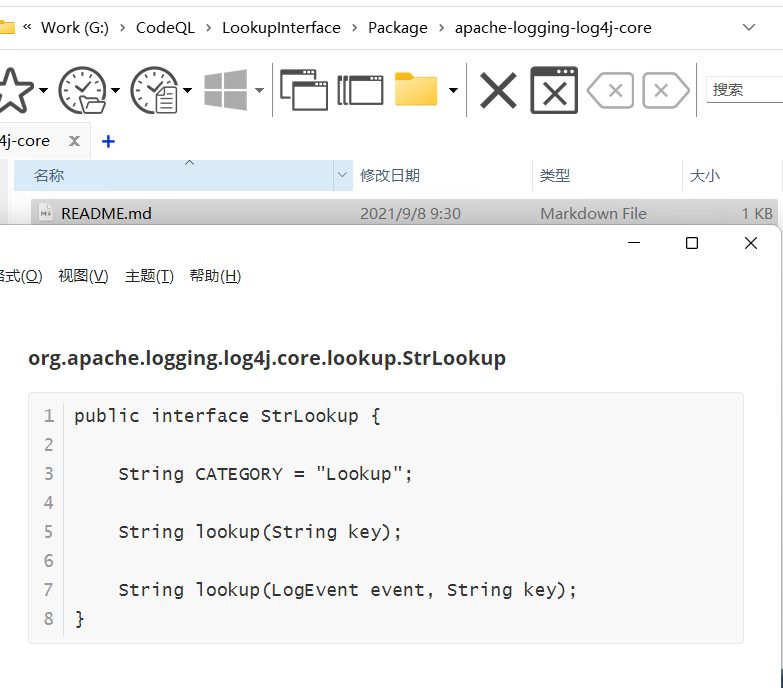 « Work (G:) › CodeQL › LookupInterface › Package › apache-logging-log4j-core
搜索
4j-core
名称 修改日期 类型 大小
README.md 2021/9/8 9:30 Markdown File 1 KB
格式(O) 视图(V) 主题(T) 帮助(H)
org.apache.logging.log4j.core.lookup.StrLookup
1 public interface StrLookup {
2
3 String CATEGORY = "Lookup";
4
5 String lookup(String key);
6
7 String lookup(LogEvent event, String key);
8 }